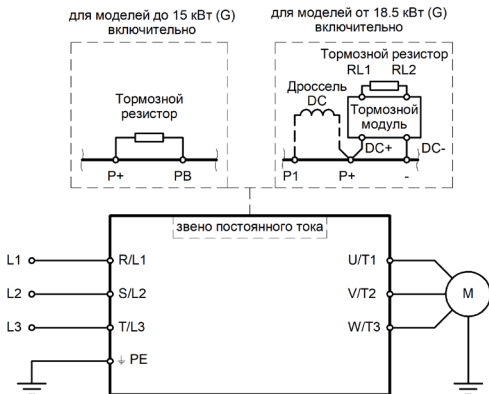 для моделей до 15 кВт (G)
включительно
для моделей от 18.5 кВт (G)
включительно
Тормозной
резистор
P+
PB
Тормозной резистор
RL1
RL2
Дроссель
DC
Тормозной
модуль
DC+
DC-
P1
P+
-
звено постоянного тока
L1
R/L1
U/T1
L2
S/L2
V/T2
M
L3
T/L3
W/T3
PE